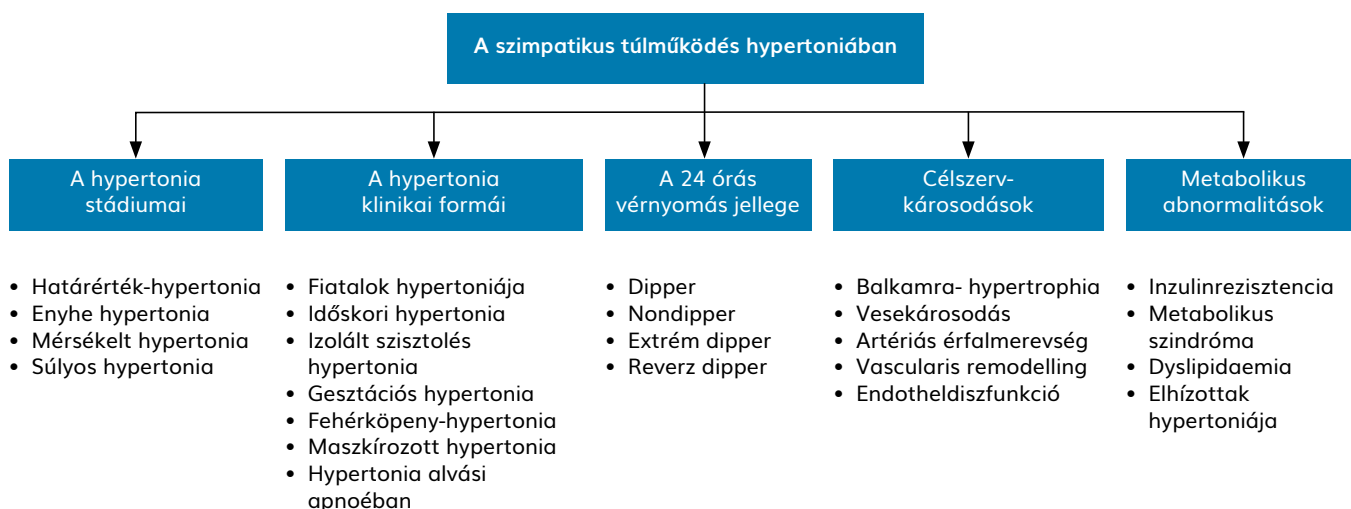 A szimpatikus túlműködés hypertoniában
A hypertonia
stádiumai
• Határérték-hypertonia
• Enyhe hypertonia
• Mérsékelt hypertonia
• Súlyos hypertonia
A hypertonia
klinikai formái
• Fiatalok hypertoniája
• Időskori hypertonia
• Izolált szisztolés
hypertonia
• Gesztációs hypertonia
• Fehérköpeny-hypertonia
• Maszkírozott hypertonia
• Hypertonia alvási
apnoéban
A 24 órás
vérnyomás jellege
• Dipper
• Nondipper
• Extrém dipper
• Reverz dipper
Célszerv-
károsodások
• Balkamra- hypertrophia
• Vesekárosodás
• Artériás érfalmerevség
• Vascularis remodelling
• Endotheldiszfunkció
Metabolikus
abnormalitások
• Inzulinrezisztencia
• Metabolikus
szindróma
• Dyslipidaemia
• Elhízottak
hypertoniája